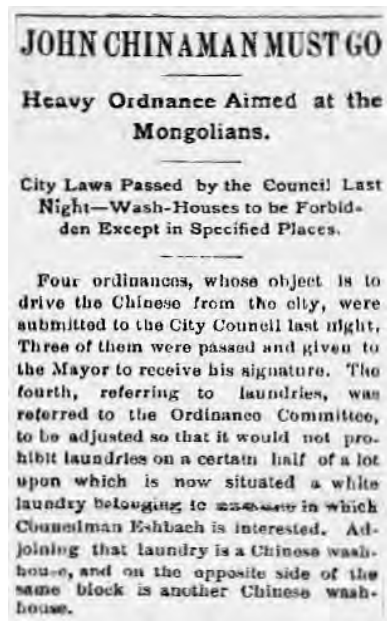 JOHN CHINAMAN MUST GO
Heavy Ordnance Aimed at the
Mongolians.
City Laws Passed by the Council Last
Night—Wash-Houses to be Forbid-
den Except in Specified Places.
Four ordinances, whose object is to
drive the Chinese from the city, were
submitted to the City Council last night.
Three of them were passed and given to
the Mayor to receive his signature. The
fourth, referring to laundries, was
referred to the Ordinance Committee,
to be adjusted so that it would not pro-
hibit laundries on a certain half of a lot
upon which is now situated a white
laundry belonging to in which
Councilman Eshbach is interested. Ad-
joining that laundry is a Chinese wash-
house, and on the opposite side of the
same block is another Chinese wash-
house.